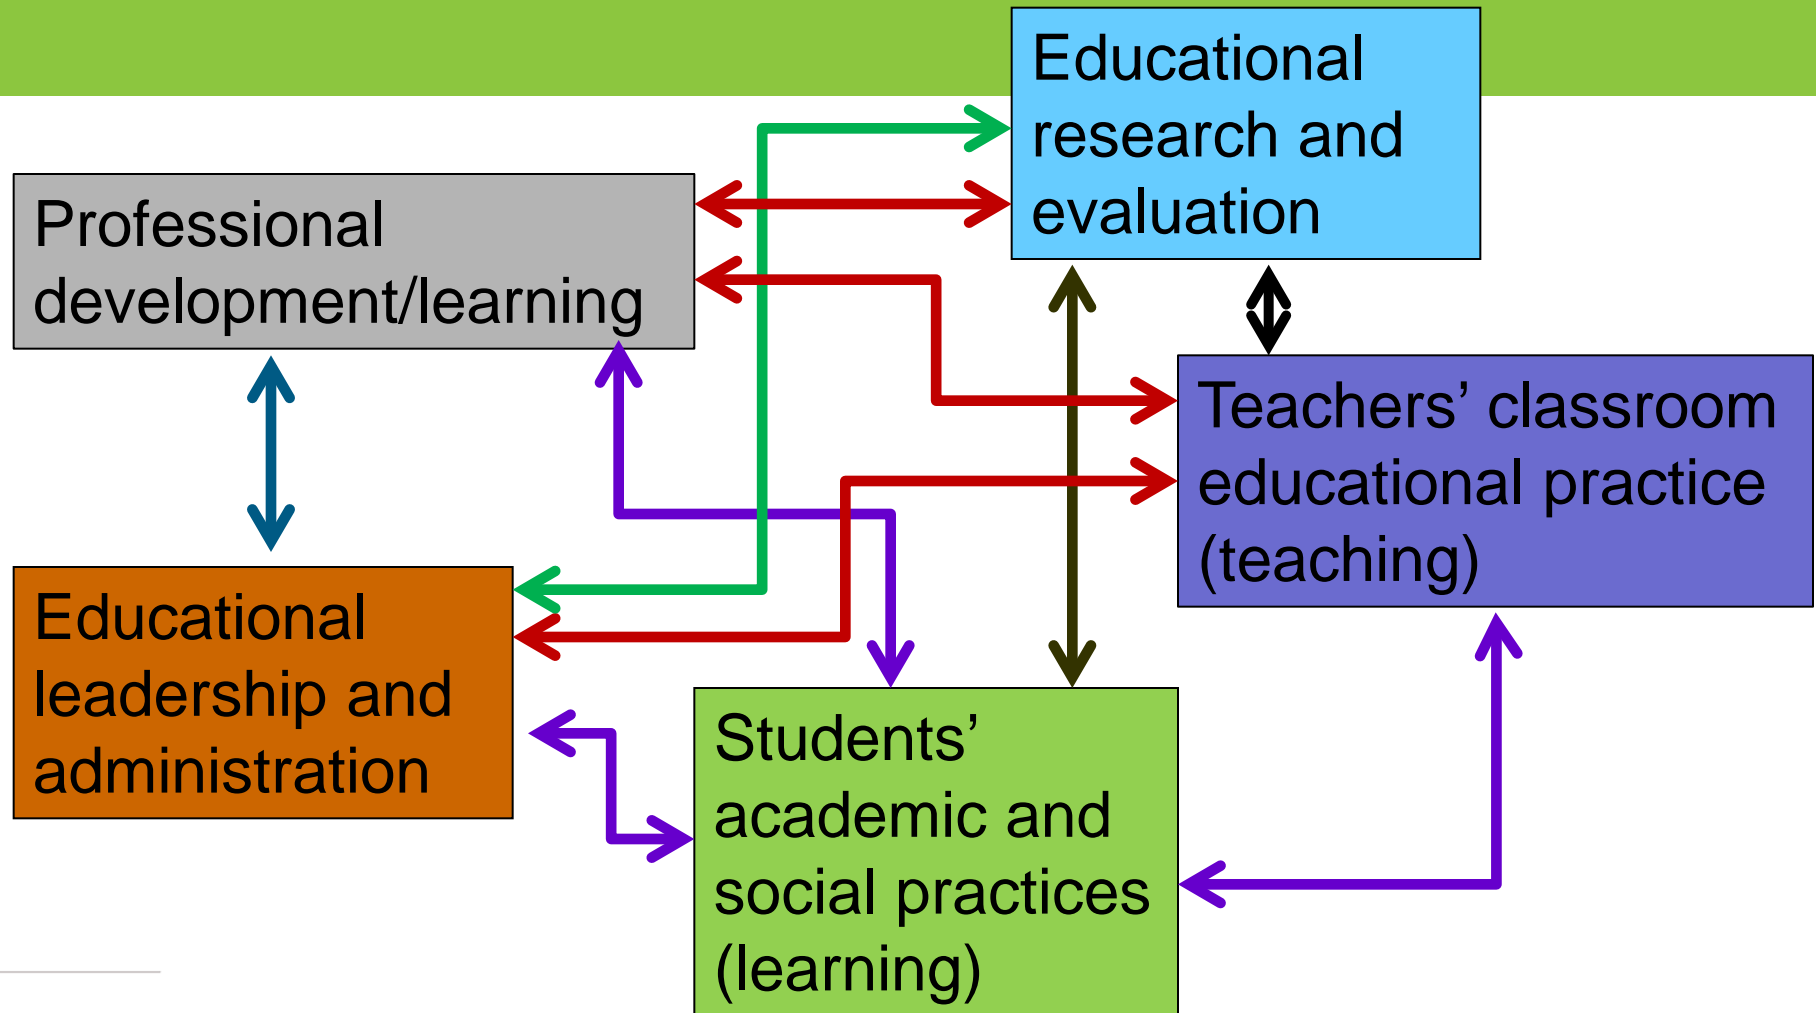 Educational
research and
evaluation
Professional
development/learning
Teachers’ classroom
educational practice
(teaching)
Educational
leadership and
administration
Students’
academic and
social practices
(learning)